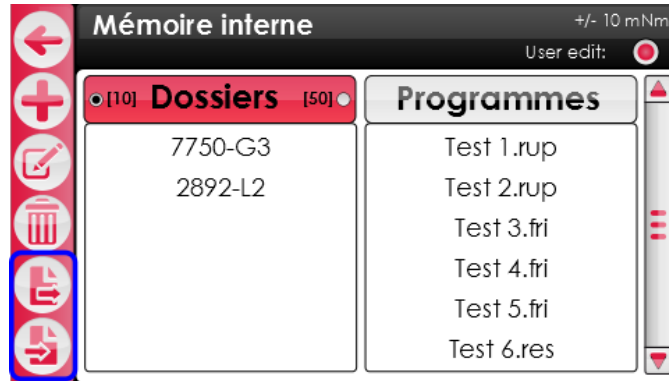 Mémoire interne
+/- 10 mNm
User edit:
[10] Dossiers [50]
Programmes
7750-G3
2892-L2
Test 1.rup
Test 2.rup
Test 3.fri
Test 4.fri
Test 5.fri
Test 6.res